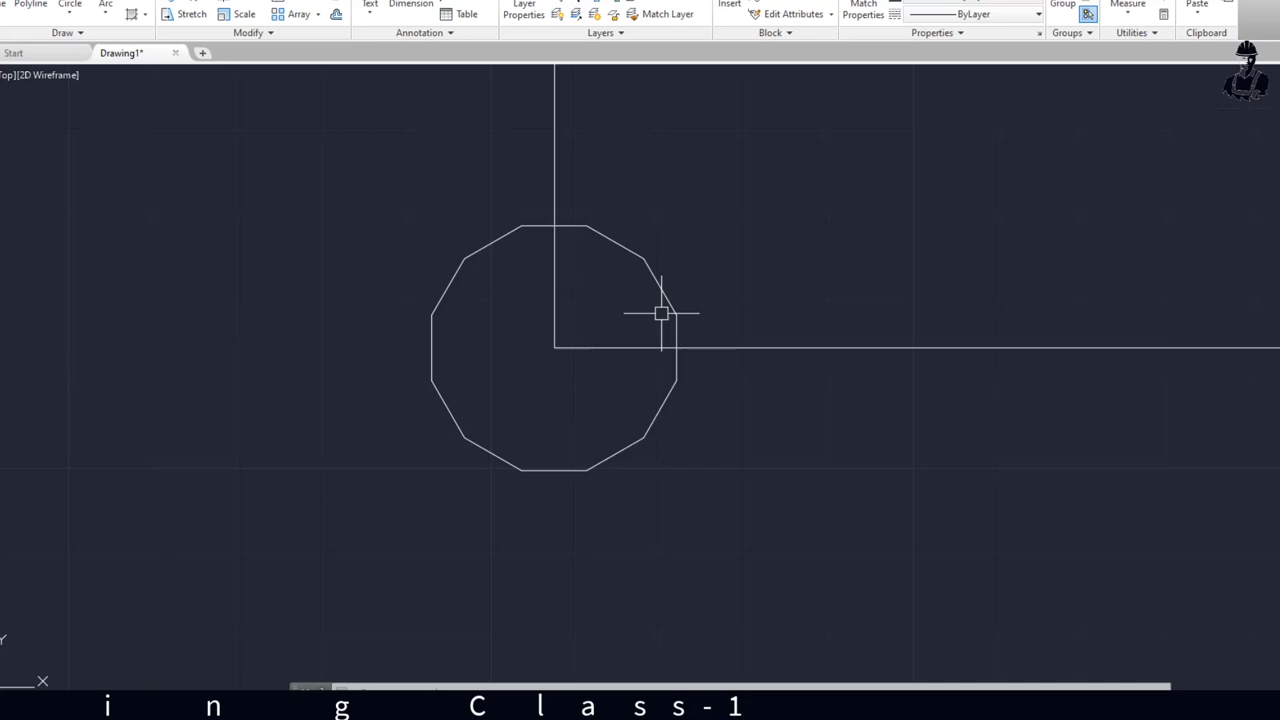 Polyline Circle Arc Text Dimension Layer Properties Insert Match Properties Group Measure Paste
Stretch Scale Array Table Match Layer Edit Attributes ByLayer
Draw Modify Annotation Layers Block Properties Groups Utilities Clipboard
Start Drawing1* +
Top][2D Wireframe]
Y
X
i n g C l a s s - 1